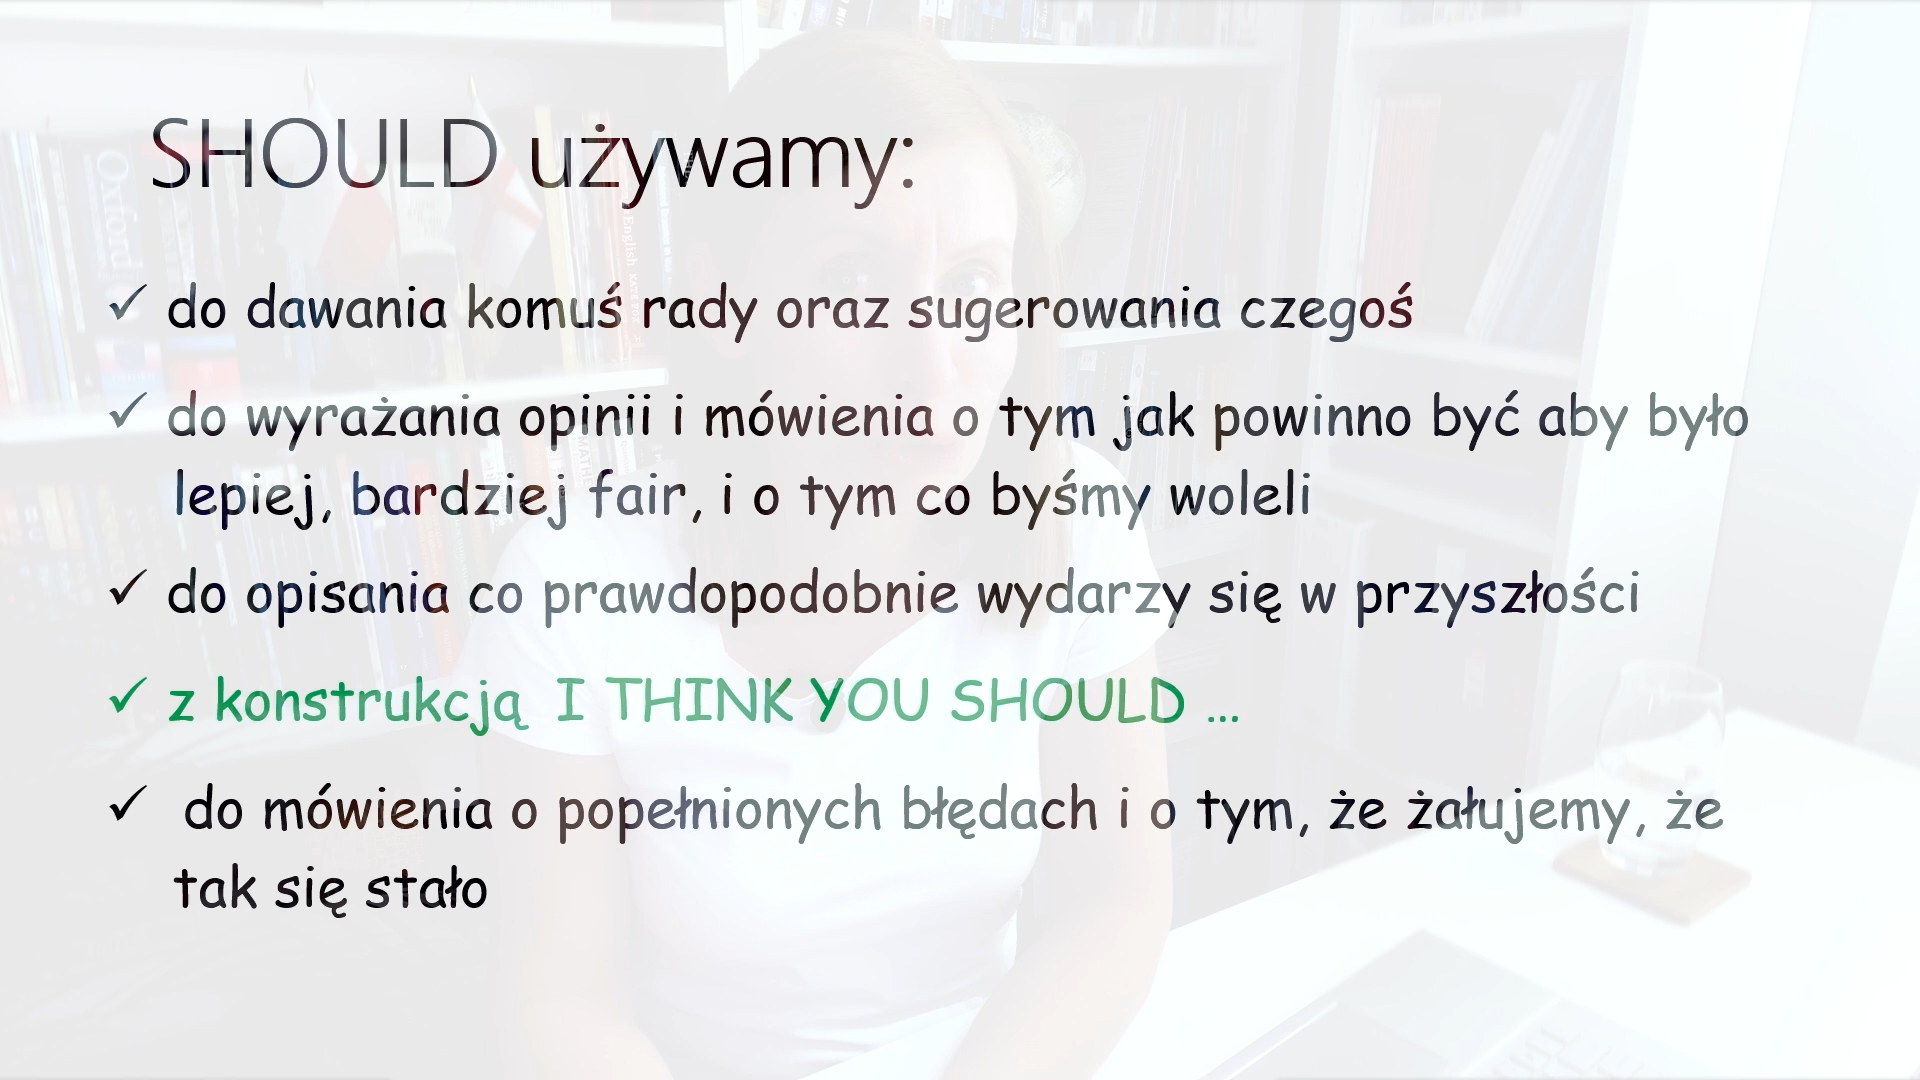 SHOULD używamy:
✓ do dawania komuś rady oraz sugerowania czegoś
✓ do wyrażania opinii i mówienia o tym jak powinno być aby było
lepiej, bardziej fair, i o tym co byśmy woleli
✓ do opisania co prawdopodobnie wydarzy się w przyszłości
✓ z konstrukcją I THINK YOU SHOULD ...
✓ do mówienia o popełnionych błędach i o tym, że żałujemy, że
tak się stało
Oxford
English